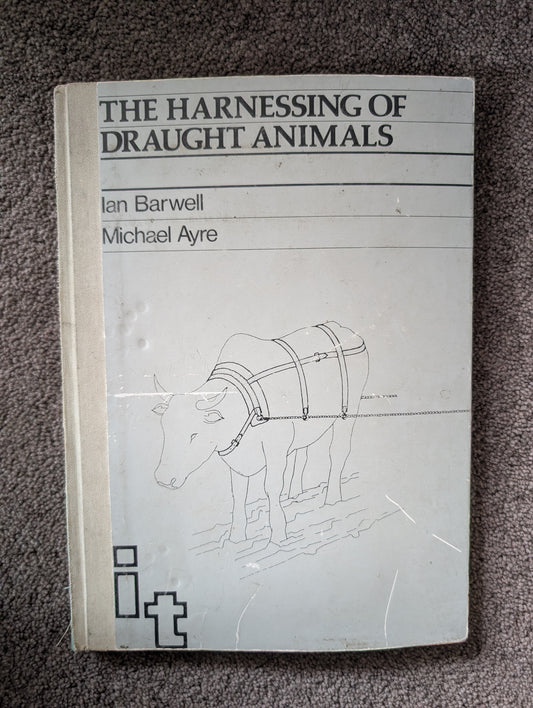 THE HARNESSING OF
DRAUGHT ANIMALS
Ian Barwell
Michael Ayre
it